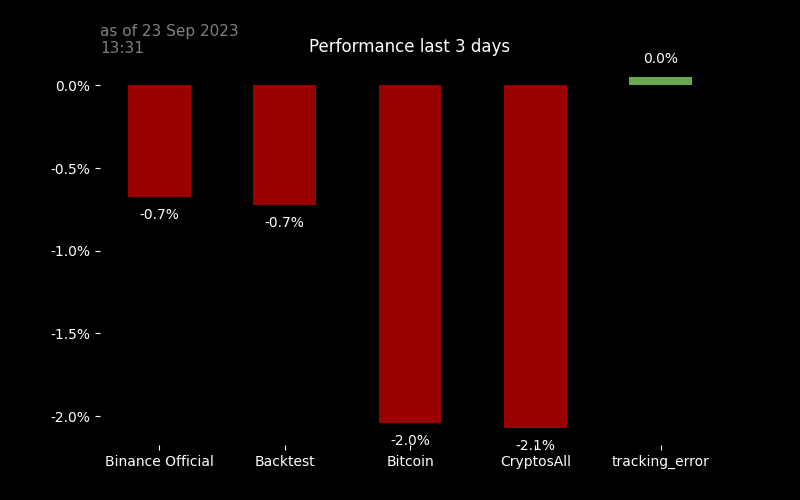 as of 23 Sep 2023
13:31
Performance last 3 days
0.0%
0.0%
-0.5%
-0.7%
-0.7%
-1.0%
-1.5%
-2.0%
-2.0%
-2.1%
Binance Official
Backtest
Bitcoin
CryptosAll
tracking_error